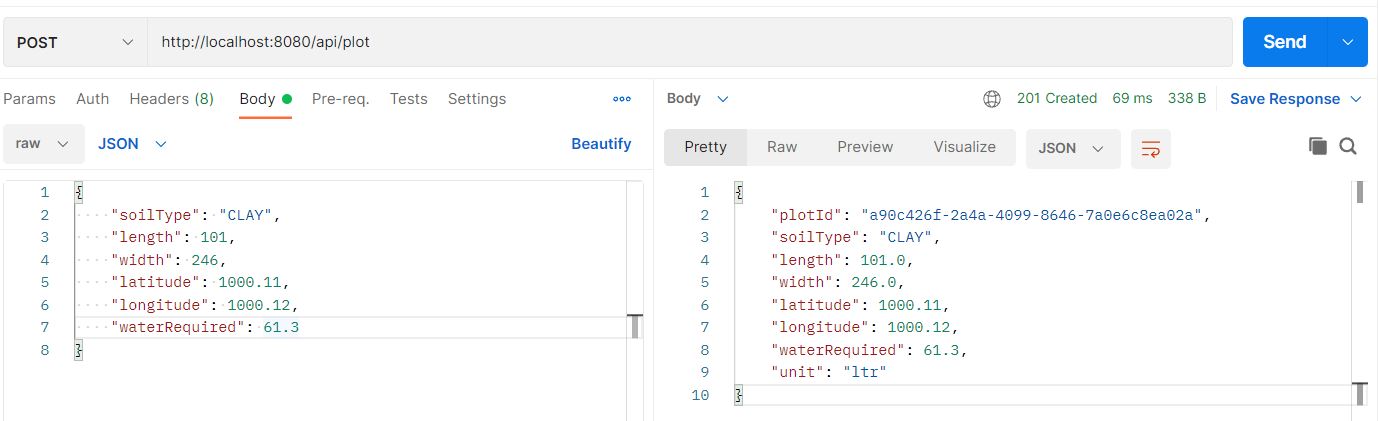 POST http://localhost:8080/api/plot Send
Params Auth Headers (8) Body Pre-req. Tests Settings
raw JSON Beautify
1 {
2 "soilType": "CLAY",
3 "length": 101,
4 "width": 246,
5 "latitude": 1000.11,
6 "longitude": 1000.12,
7 "waterRequired": 61.3
8 }
Body 201 Created 69 ms 338 B Save Response
Pretty Raw Preview Visualize JSON
1 {
2 "plotId": "a90c426f-2a4a-4099-8646-7a0e6c8ea02a",
3 "soilType": "CLAY",
4 "length": 101.0,
5 "width": 246.0,
6 "latitude": 1000.11,
7 "longitude": 1000.12,
8 "waterRequired": 61.3,
9 "unit": "ltr"
10 }